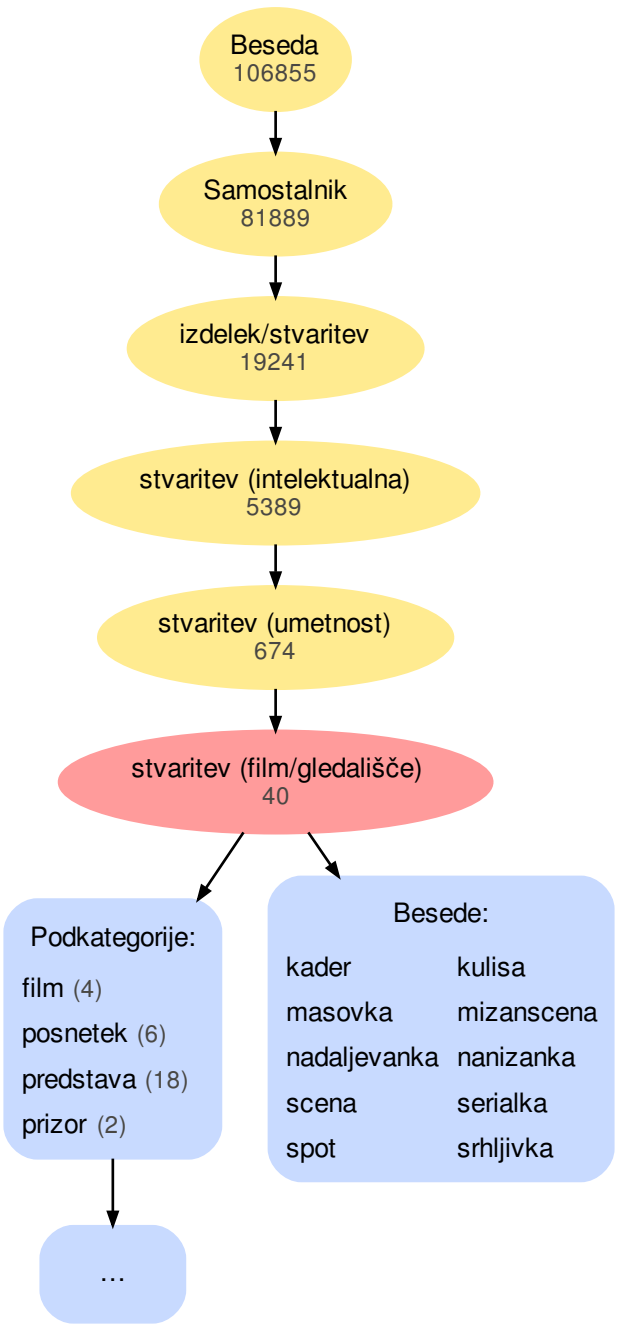 Beseda
106855
Samostalnik
81889
izdelek/stvaritev
19241
stvaritev (intelektualna)
5389
stvaritev (umetnost)
674
stvaritev (film/gledališče)
40
Podkategorije:
film (4)
posnetek (6)
predstava (18)
prizor (2)
...
Besede:
kader kulisa
masovka mizanscena
nadaljevanka nanizanka
scena serialka
spot srhljivka